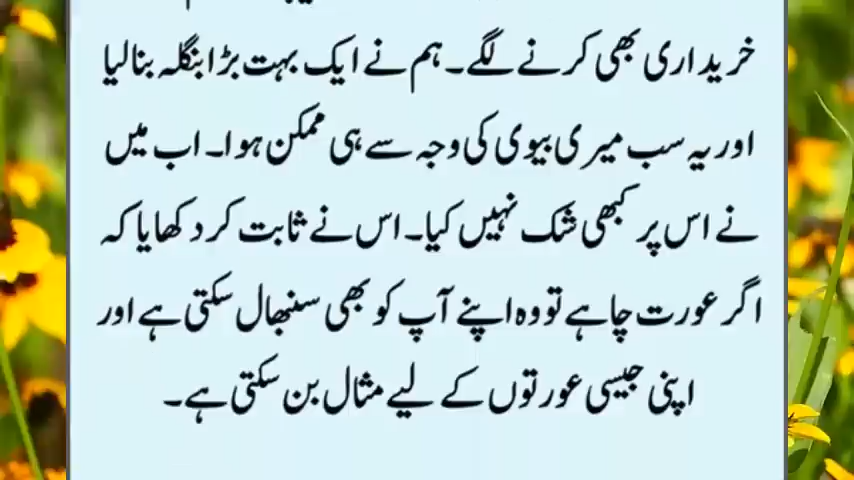 خریداری بھی کرنے لگے۔ ہم نے ایک بہت بڑا بنگلہ بنا لیا
اور یہ سب میری بیوی کی وجہ سے ہی ممکن ہوا۔ اب میں
نے اس پر کبھی شک نہیں کیا۔ اس نے ثابت کر دکھایا کہ
اگر عورت چاہے تو وہ اپنے آپ کو بھی سنبھال سکتی ہے اور
اپنی جیسی عورتوں کے لیے مثال بن سکتی ہے۔